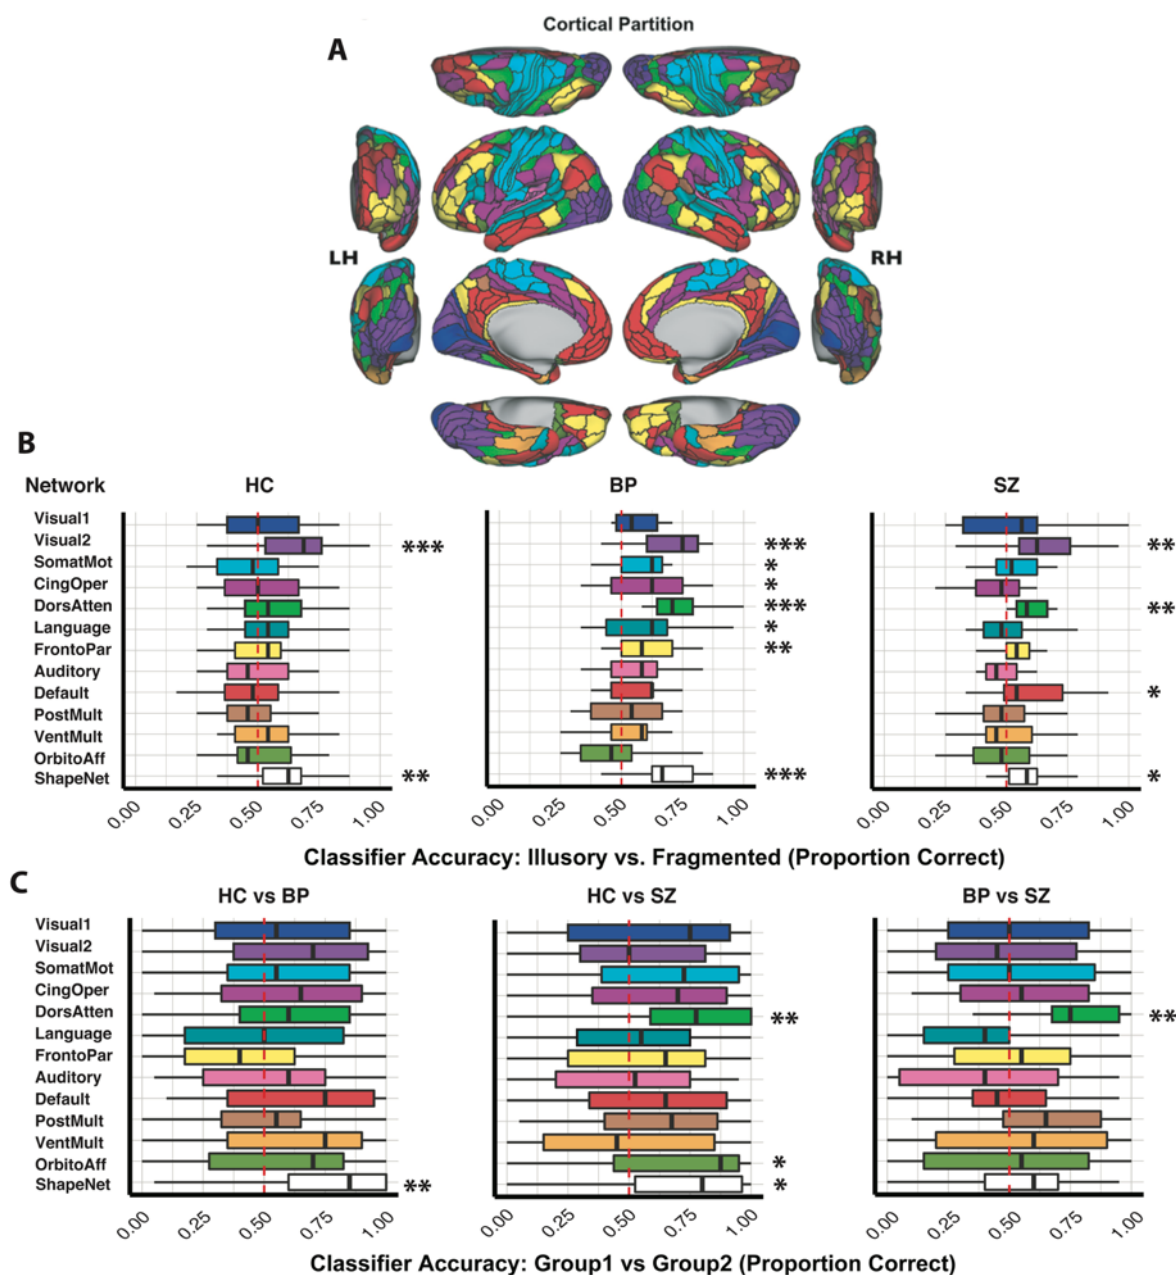 Cortical Partition
A
LH
RH
B
Network HC BP SZ
Visual1
Visual2 *** *** **
SomatMot *
CingOper *
DorsAtten *** **
Language *
FrontoPar **
Auditory
Default *
PostMult
VentMult
OrbitoAff
ShapeNet ** *** *
0.00 0.25 0.50 0.75 1.00 0.00 0.25 0.50 0.75 1.00 0.00 0.25 0.50 0.75 1.00
Classifier Accuracy: Illusory vs. Fragmented (Proportion Correct)
C
HC vs BP HC vs SZ BP vs SZ
Visual1
Visual2
SomatMot
CingOper
DorsAtten ** **
Language
FrontoPar
Auditory
Default
PostMult
VentMult
OrbitoAff *
ShapeNet ** *
0.00 0.25 0.50 0.75 1.00 0.00 0.25 0.50 0.75 1.00 0.00 0.25 0.50 0.75 1.00
Classifier Accuracy: Group1 vs Group2 (Proportion Correct)